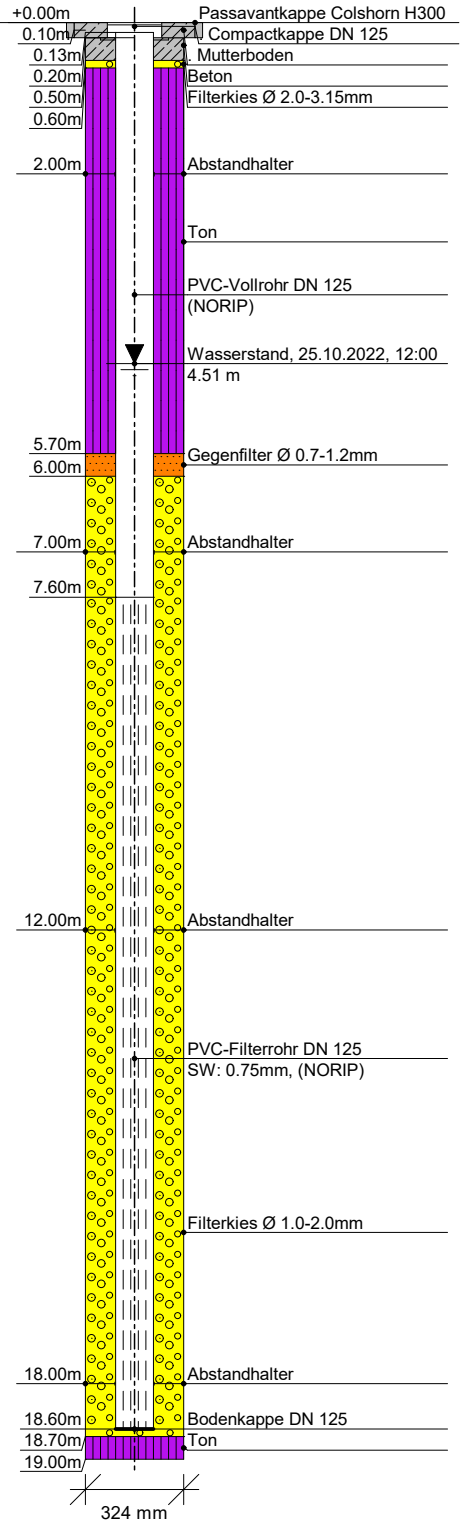 +0.00m Passavantkappe Colshorn H300
0.10m . Compactkappe DN 125
0.13m . Mutterboden
0.20m Beton
0.50m Filterkies Ø 2.0-3.15mm
0.60m
2.00m Abstandhalter
Ton
PVC-Vollrohr DN 125
(NORIP)
Wasserstand, 25.10.2022, 12:00
4.51 m
5.70m Gegenfilter Ø 0.7-1.2mm
6.00m
7.00m Abstandhalter
7.60m
12.00m Abstandhalter
PVC-Filterrohr DN 125
SW: 0.75mm, (NORIP)
Filterkies Ø 1.0-2.0mm
18.00m Abstandhalter
18.60m Bodenkappe DN 125
18.70m Ton
19.00m
324 mm